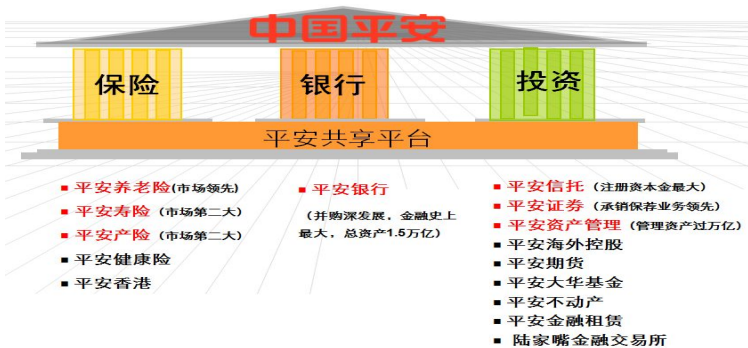 中国平安
保险
银行
投资
平安共享平台
▪ 平安养老险(市场领先)
▪ 平安寿险 (市场第二大)
▪ 平安产险 (市场第二大)
▪ 平安健康险
▪ 平安香港
▪ 平安银行
（并购深发展，金融史上
最大，总资产1.5万亿）
▪ 平安信托 （注册资本金最大）
▪ 平安证券 （承销保荐业务领先）
▪ 平安资产管理 （管理资产过万亿）
▪ 平安海外控股
▪ 平安期货
▪ 平安大华基金
▪ 平安不动产
▪ 平安金融租赁
▪ 陆家嘴金融交易所